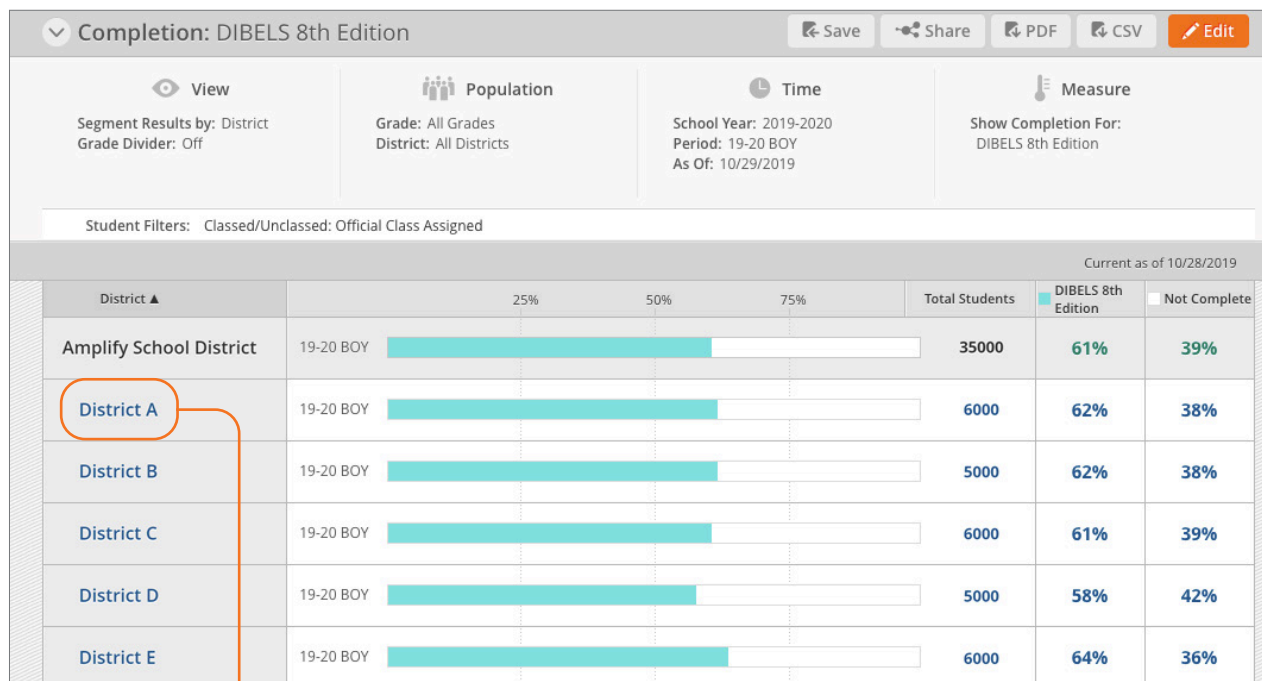 Completion: DIBELS 8th Edition
Save
Share
PDF
CSV
Edit
View
Segment Results by: District
Grade Divider: Off
Population
Grade: All Grades
District: All Districts
Time
School Year: 2019-2020
Period: 19-20 BOY
As Of: 10/29/2019
Measure
Show Completion For:
DIBELS 8th Edition
Student Filters: Classed/Unclassed: Official Class Assigned
Current as of 10/28/2019
District ▲ 25% 50% 75% Total Students DIBELS 8th Edition Not Complete
Amplify School District 19-20 BOY 35000 61% 39%
District A 19-20 BOY 6000 62% 38%
District B 19-20 BOY 5000 62% 38%
District C 19-20 BOY 6000 61% 39%
District D 19-20 BOY 5000 58% 42%
District E 19-20 BOY 6000 64% 36%